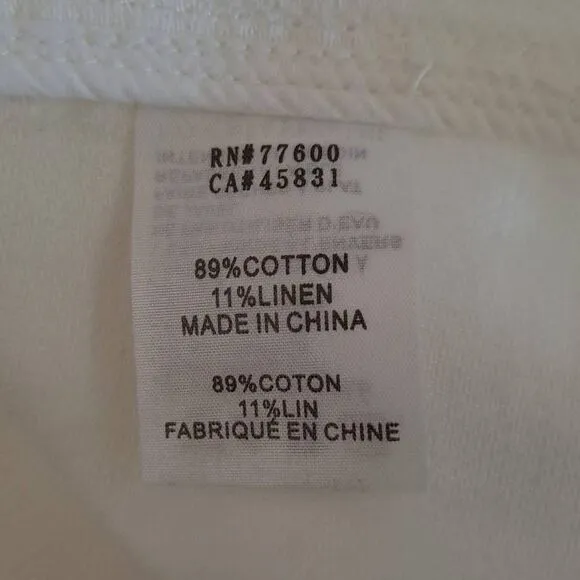 RN#77600
CA#45831
89%COTTON
11%LINEN
MADE IN CHINA
89%COTON
11%LIN
FABRIQUÉ EN CHINE